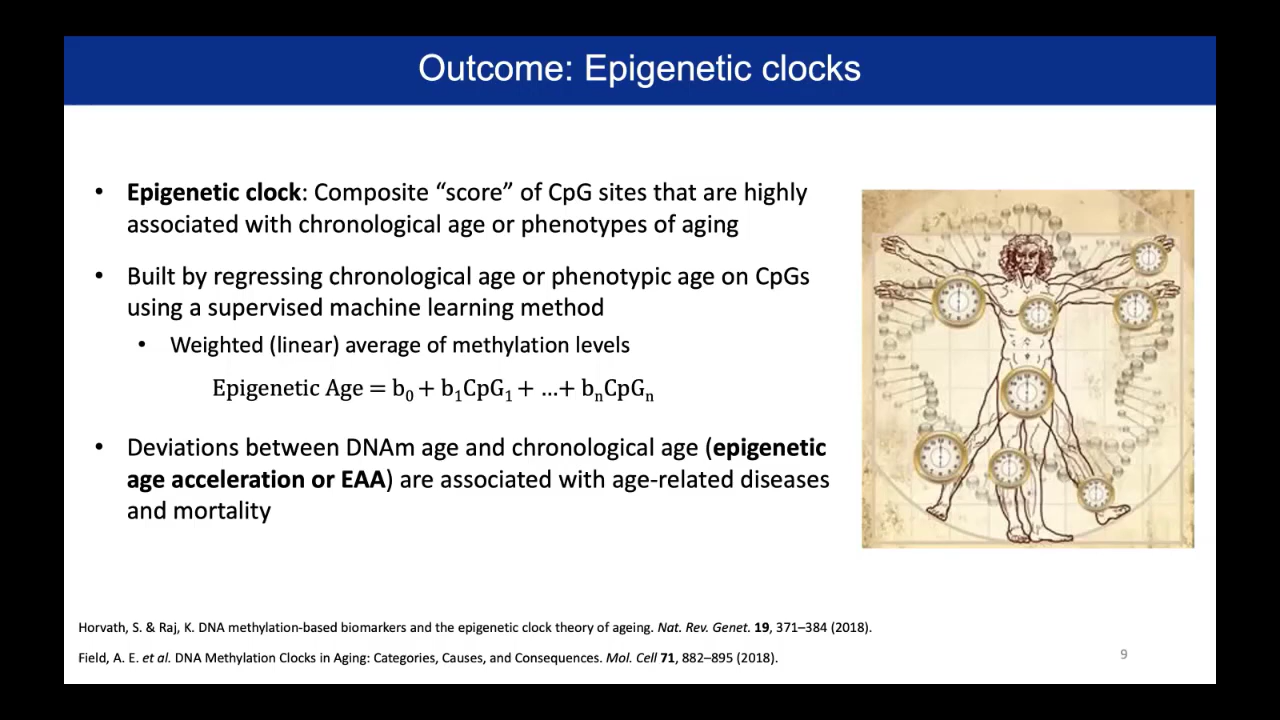 Outcome: Epigenetic clocks
• Epigenetic clock: Composite “score” of CpG sites that are highly
associated with chronological age or phenotypes of aging
• Built by regressing chronological age or phenotypic age on CpGs
using a supervised machine learning method
• Weighted (linear) average of methylation levels
Epigenetic Age = b₀ + b₁CpG₁ + …+ bₙCpGₙ
• Deviations between DNAm age and chronological age (epigenetic
age acceleration or EAA) are associated with age-related diseases
and mortality
Horvath, S. & Raj, K. DNA methylation-based biomarkers and the epigenetic clock theory of ageing. Nat. Rev. Genet. 19, 371–384 (2018).
Field, A. E. et al. DNA Methylation Clocks in Aging: Categories, Causes, and Consequences. Mol. Cell 71, 882–895 (2018).
9